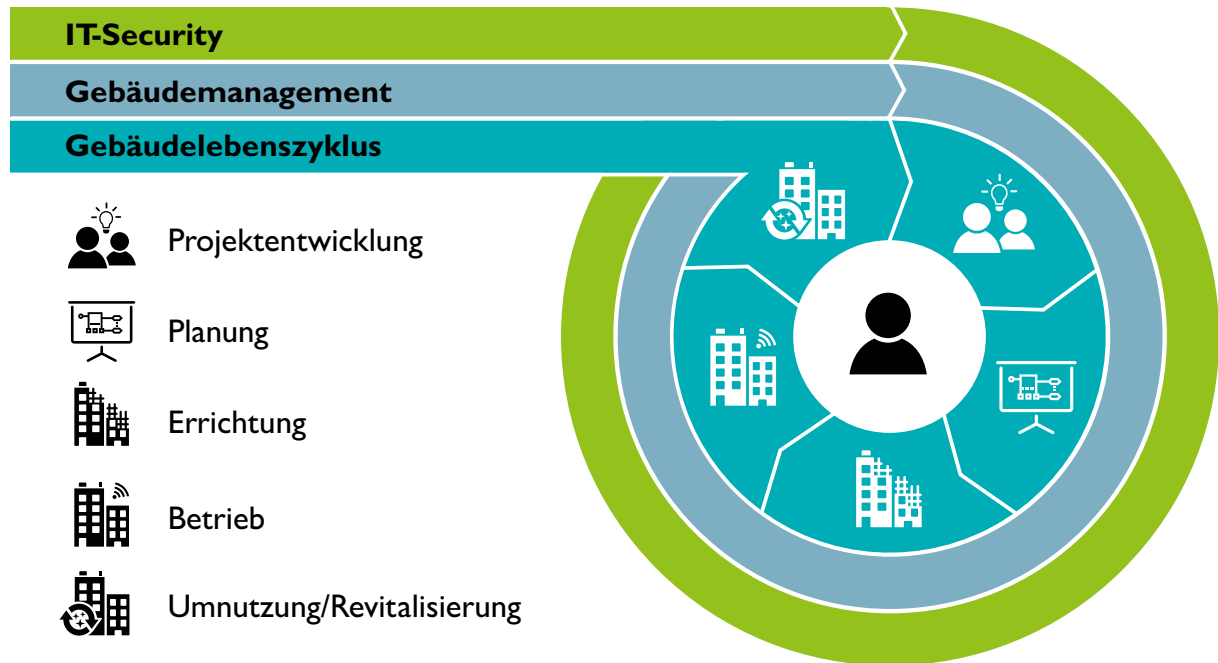 IT-Security
Gebäudemanagement
Gebäudelebenszyklus
Projektentwicklung
Planung
Errichtung
Betrieb
Umnutzung/Revitalisierung